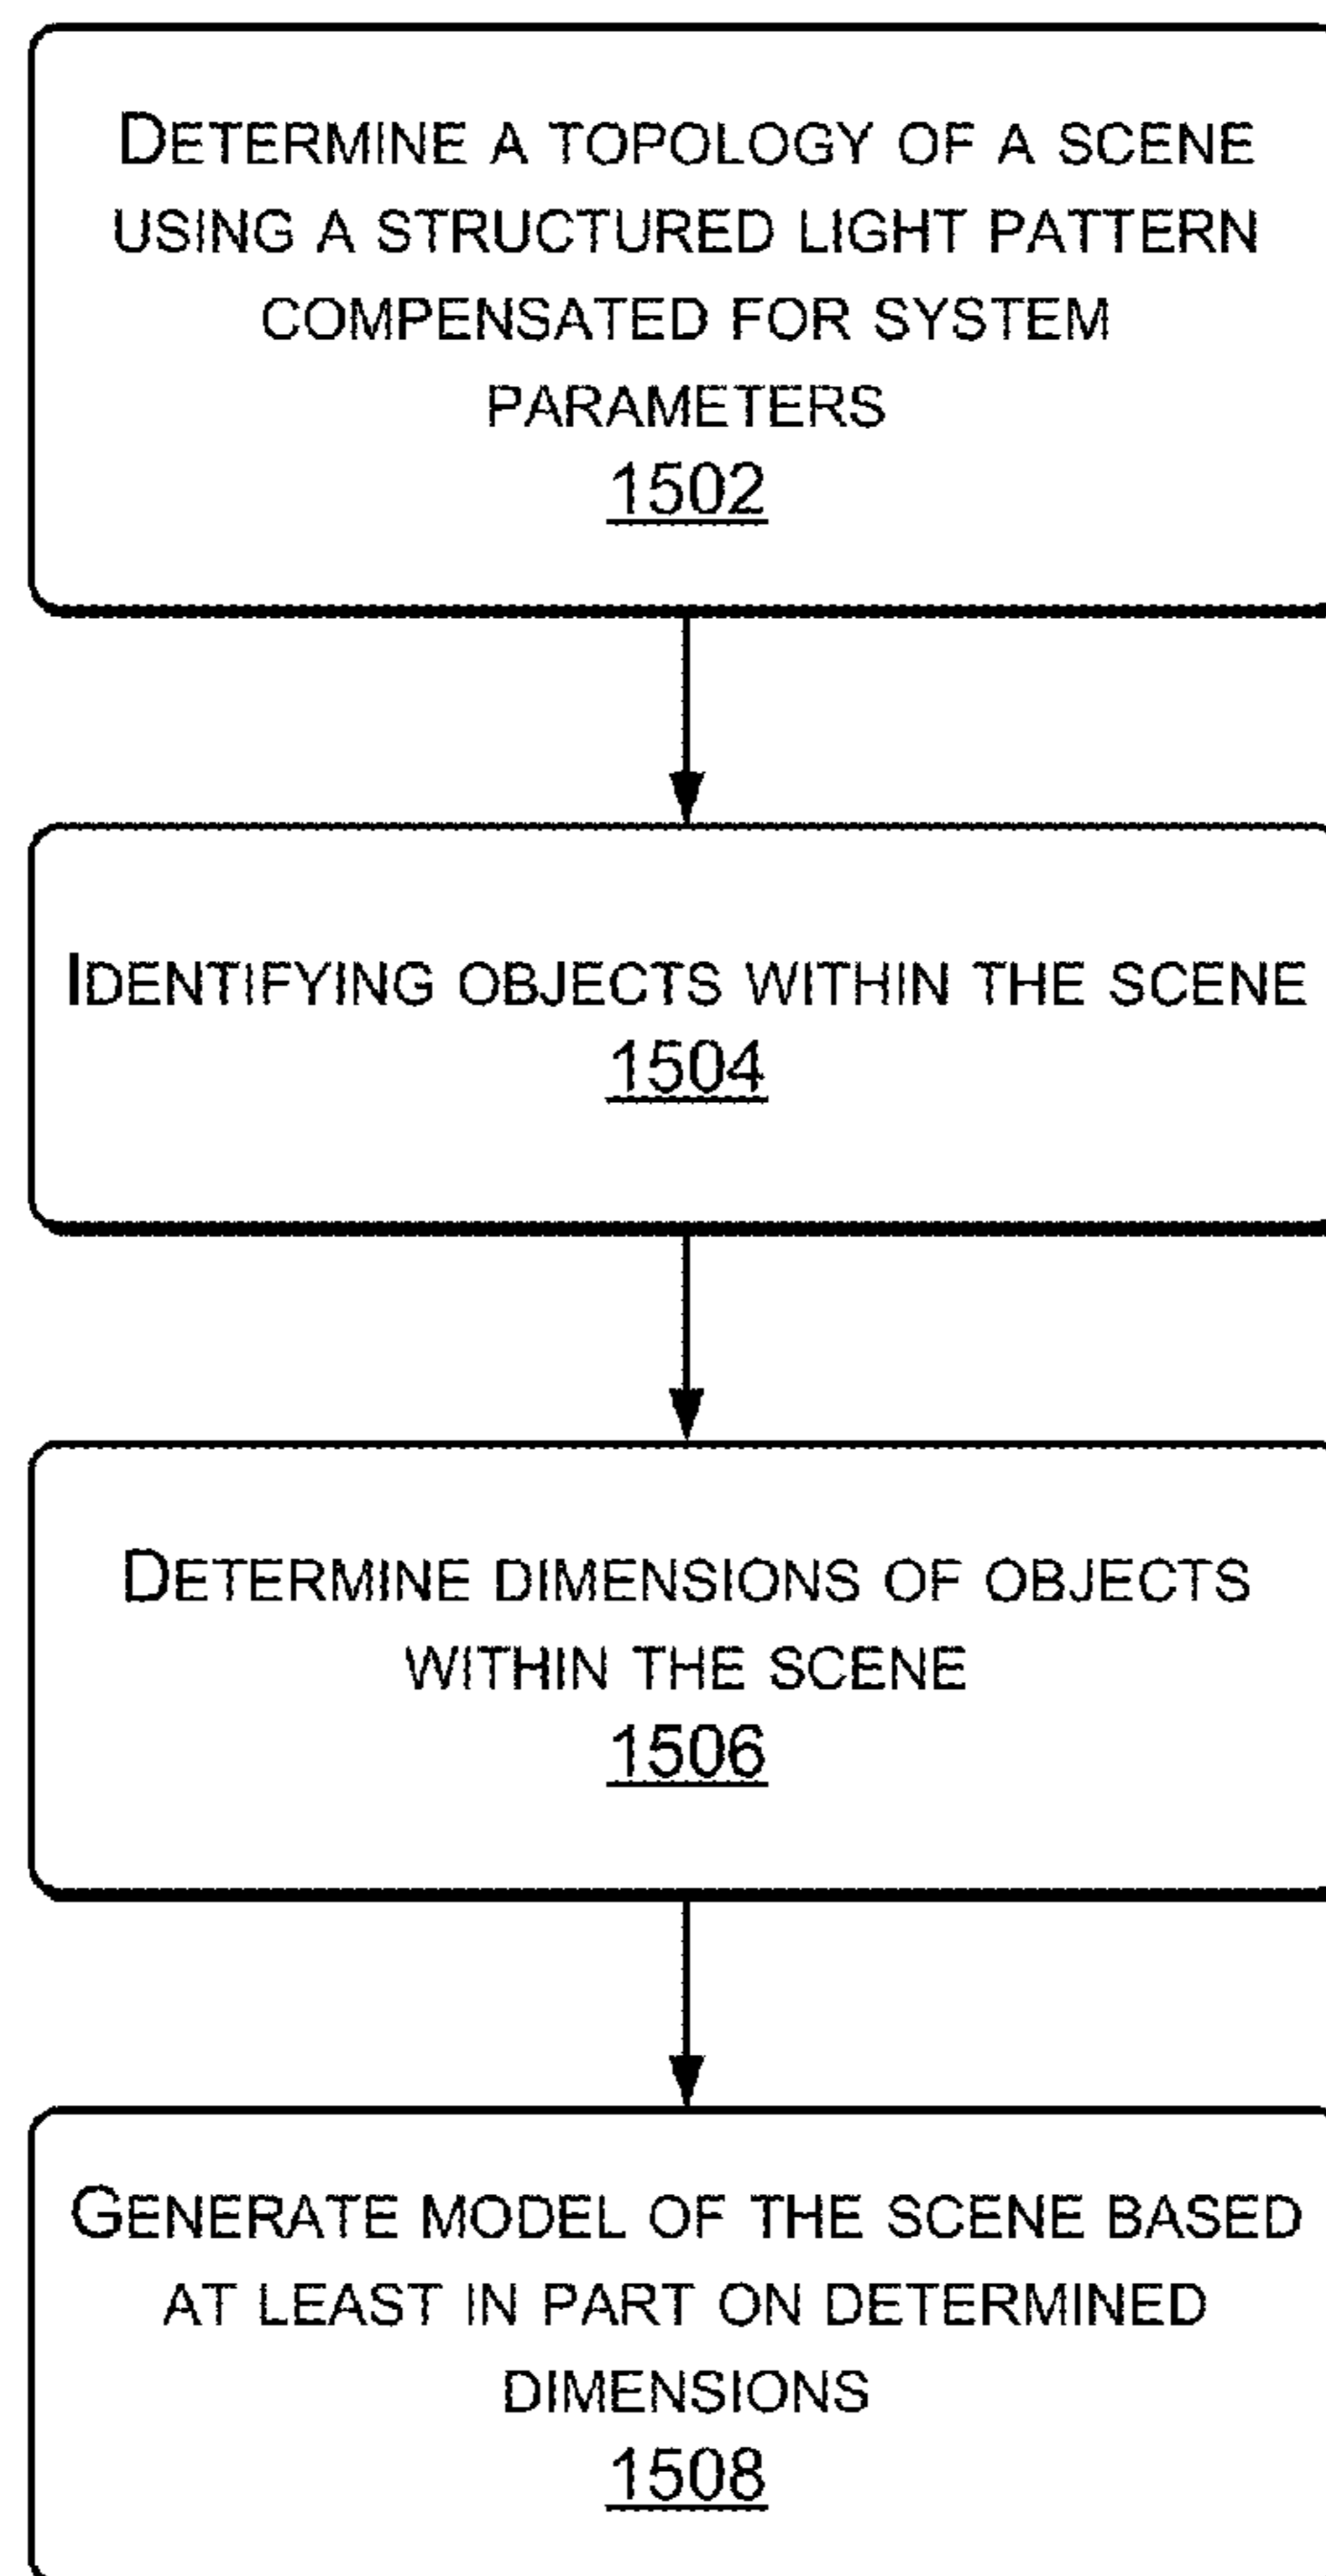 DETERMINE A TOPOLOGY OF A SCENE
USING A STRUCTURED LIGHT PATTERN
COMPENSATED FOR SYSTEM
PARAMETERS
1502
IDENTIFYING OBJECTS WITHIN THE SCENE
1504
DETERMINE DIMENSIONS OF OBJECTS
WITHIN THE SCENE
1506
GENERATE MODEL OF THE SCENE BASED
AT LEAST IN PART ON DETERMINED
DIMENSIONS
1508